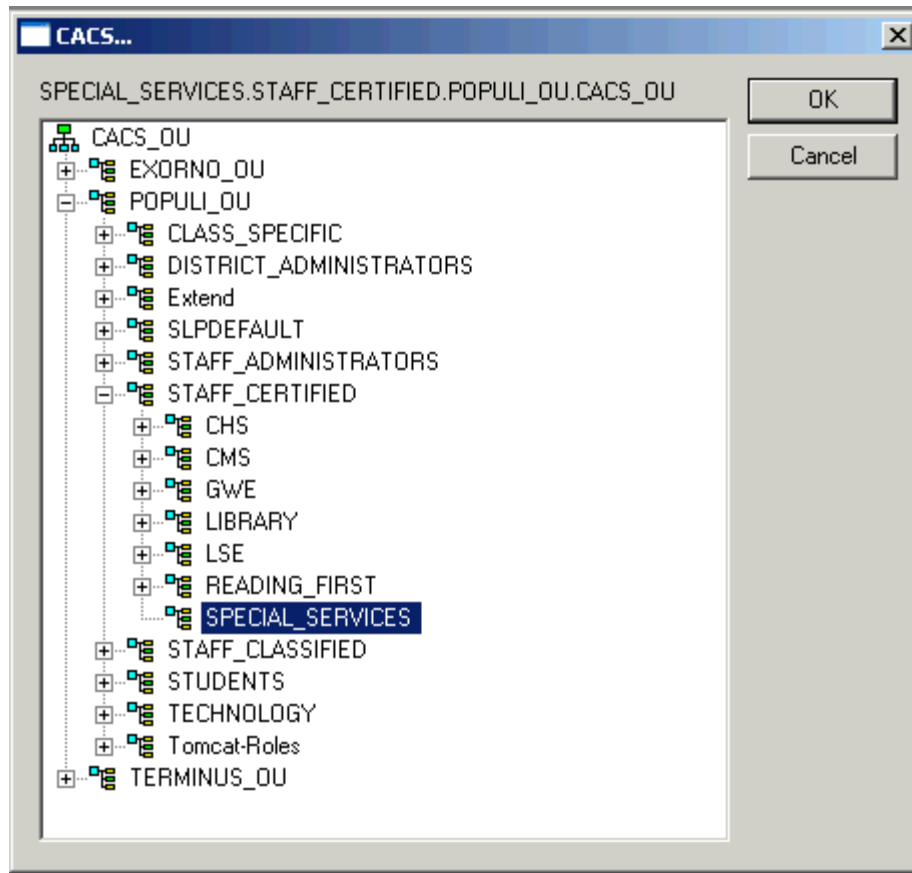 CACS...
SPECIAL_SERVICES.STAFF_CERTIFIED.POPULI_OU.CACS_OU
OK
Cancel
CACS_OU
EXORNO_OU
POPULI_OU
CLASS_SPECIFIC
DISTRICT_ADMINISTRATORS
Extend
SLPDEFAULT
STAFF_ADMINISTRATORS
STAFF_CERTIFIED
CHS
CMS
GWE
LIBRARY
LSE
READING_FIRST
SPECIAL_SERVICES
STAFF_CLASSIFIED
STUDENTS
TECHNOLOGY
Tomcat-Roles
TERMINUS_OU